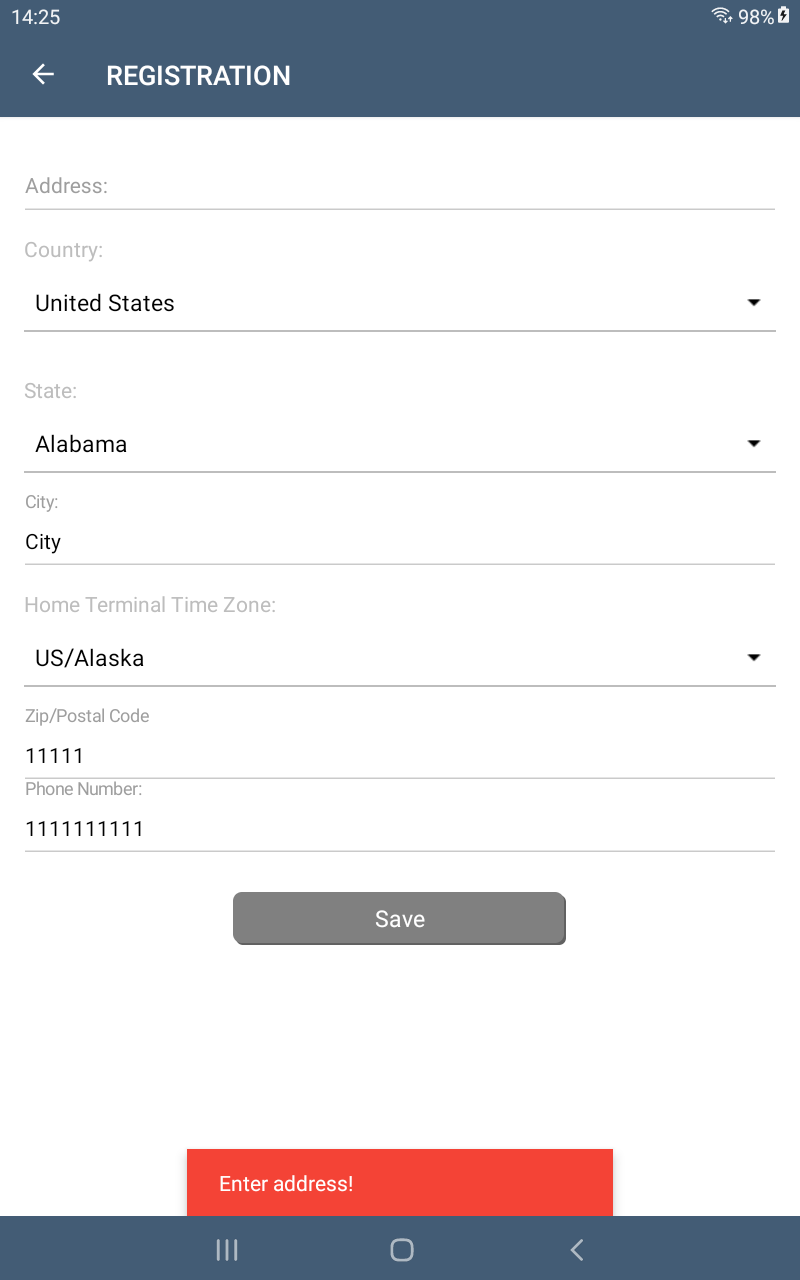 14:25
98%
REGISTRATION
Address:
Country:
United States
State:
Alabama
City:
City
Home Terminal Time Zone:
US/Alaska
Zip/Postal Code
11111
Phone Number:
1111111111
Save
Enter address!